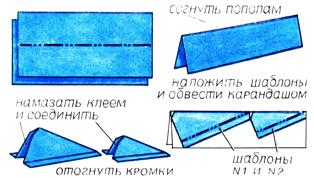 согнуть пополам
наложить шаблоны
и обвести карандашом
намазать клеем
и соединить
шаблоны
N1 и N2
отогнуть кромки